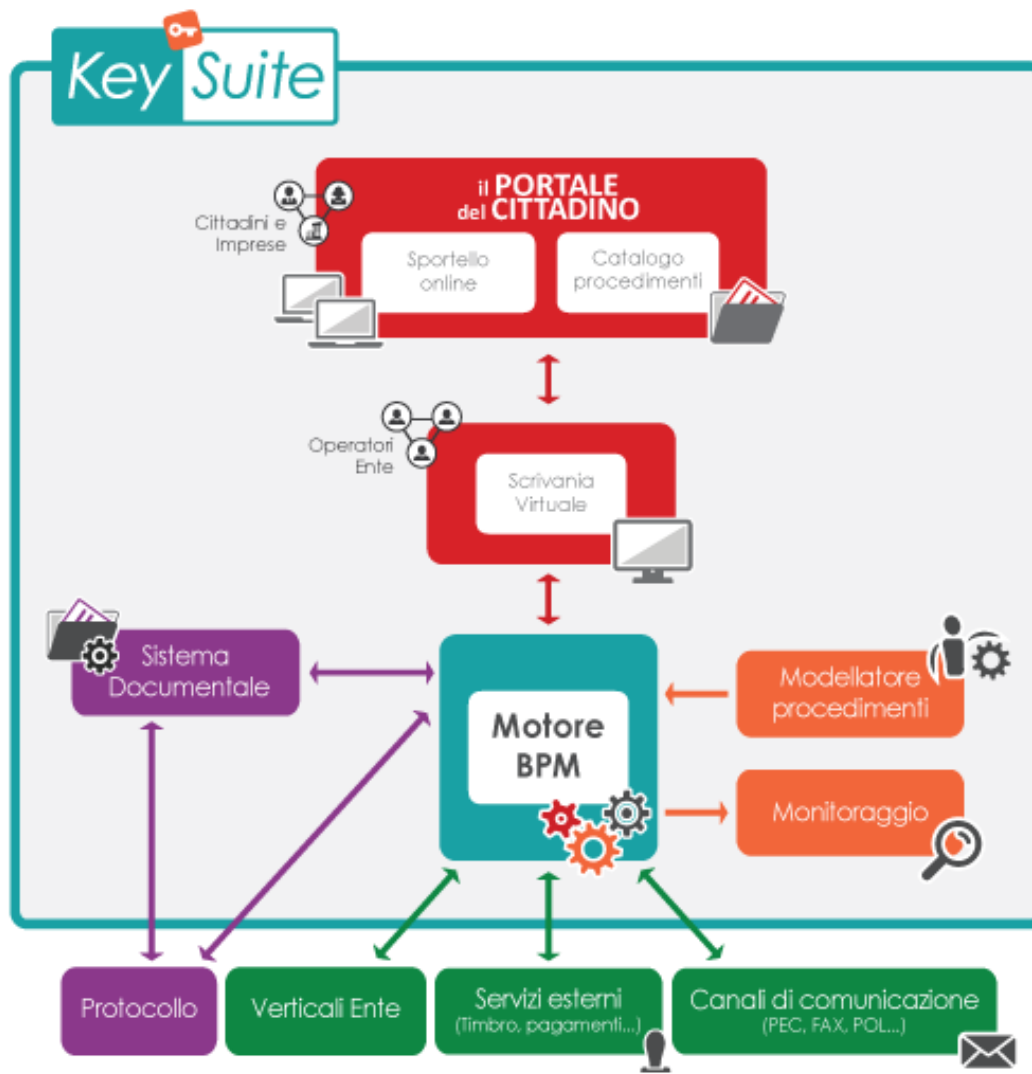 Key Suite
il PORTALE
del CITTADINO
Cittadini e
Imprese
Sportello
online
Catalogo
procedimenti
Operatori
Ente
Scrivania
Virtuale
Sistema
Documentale
Motore
BPM
Modellatore
procedimenti
Monitoraggio
Protocollo
Verticali Ente
Servizi esterni
(Timbro, pagamenti...)
Canali di comunicazione
(PEC, FAX, POL...)